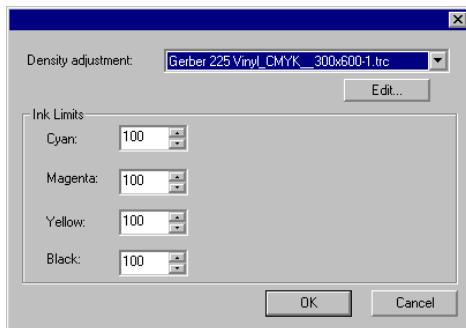 Density adjustment: Gerber 225 Vinyl_CMYK__300x600-1.trc
Edit...
Ink Limits
Cyan: 100
Magenta: 100
Yellow: 100
Black: 100
OK Cancel